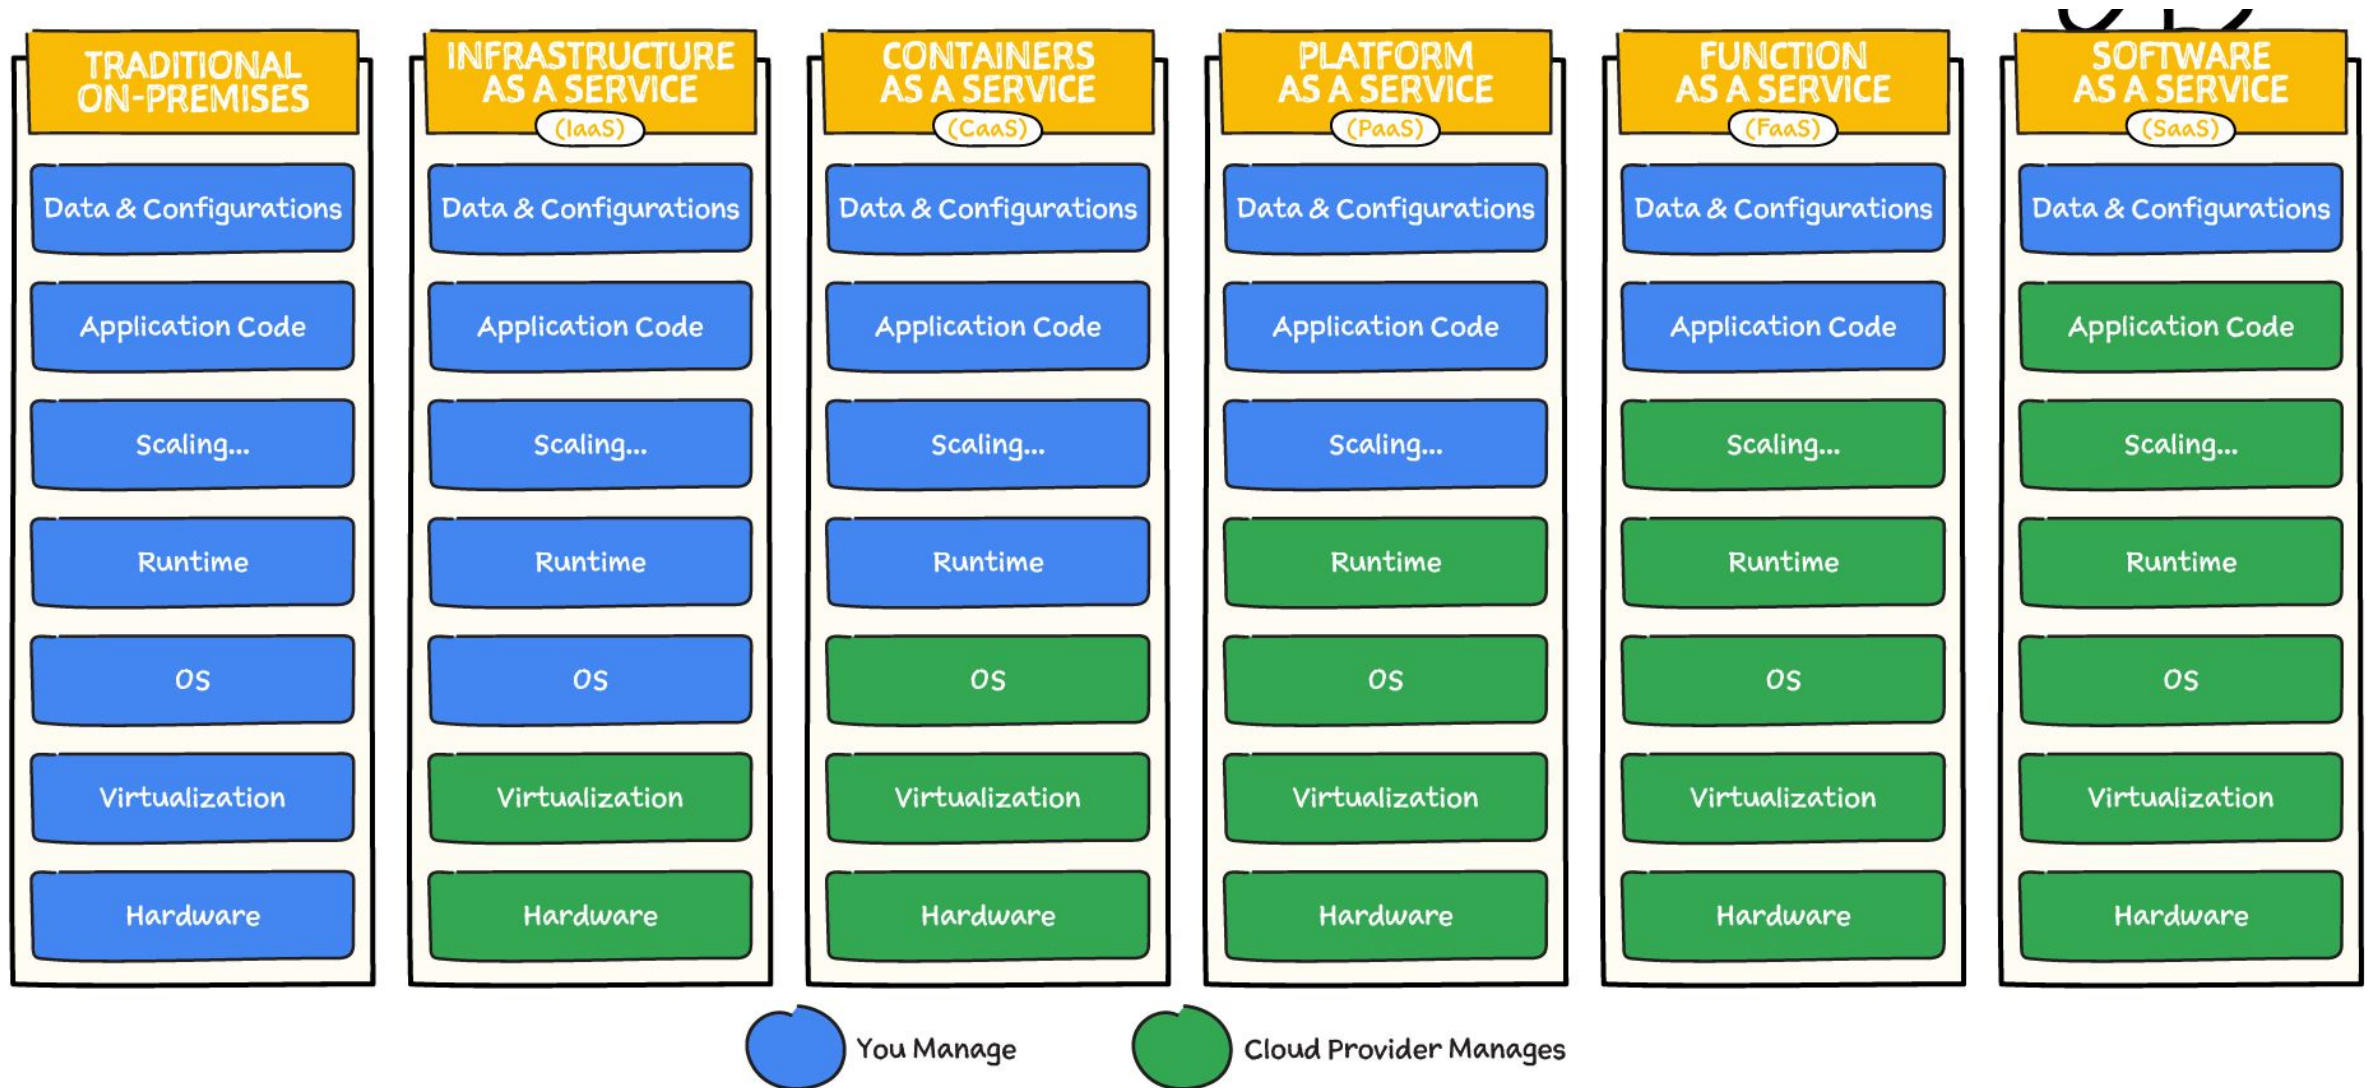 TRADITIONAL
ON-PREMISES
Data & Configurations
Application Code
Scaling...
Runtime
OS
Virtualization
Hardware
INFRASTRUCTURE
AS A SERVICE
(IaaS)
Data & Configurations
Application Code
Scaling...
Runtime
OS
Virtualization
Hardware
CONTAINERS
AS A SERVICE
(CaaS)
Data & Configurations
Application Code
Scaling...
Runtime
OS
Virtualization
Hardware
PLATFORM
AS A SERVICE
(PaaS)
Data & Configurations
Application Code
Scaling...
Runtime
OS
Virtualization
Hardware
FUNCTION
AS A SERVICE
(FaaS)
Data & Configurations
Application Code
Scaling...
Runtime
OS
Virtualization
Hardware
SOFTWARE
AS A SERVICE
(SaaS)
Data & Configurations
Application Code
Scaling...
Runtime
OS
Virtualization
Hardware
You Manage
Cloud Provider Manages